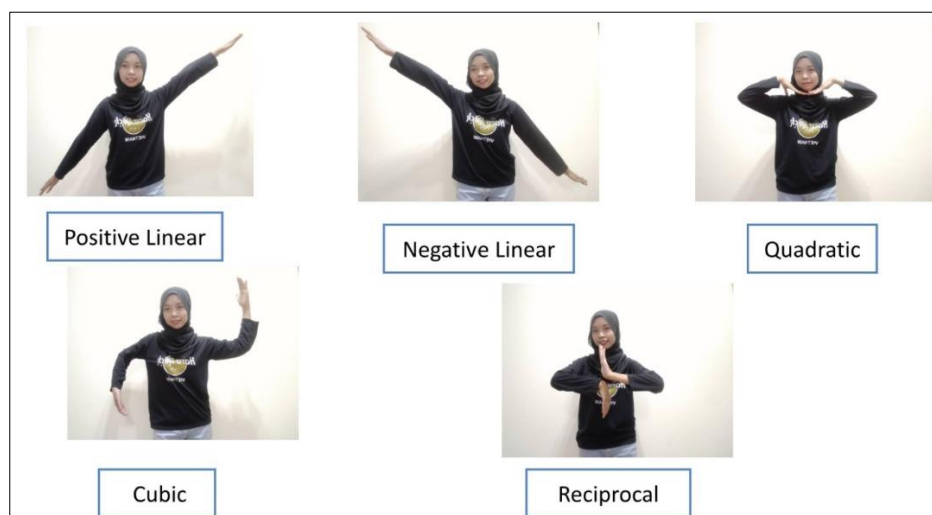 Positive Linear
Negative Linear
Quadratic
Cubic
Reciprocal